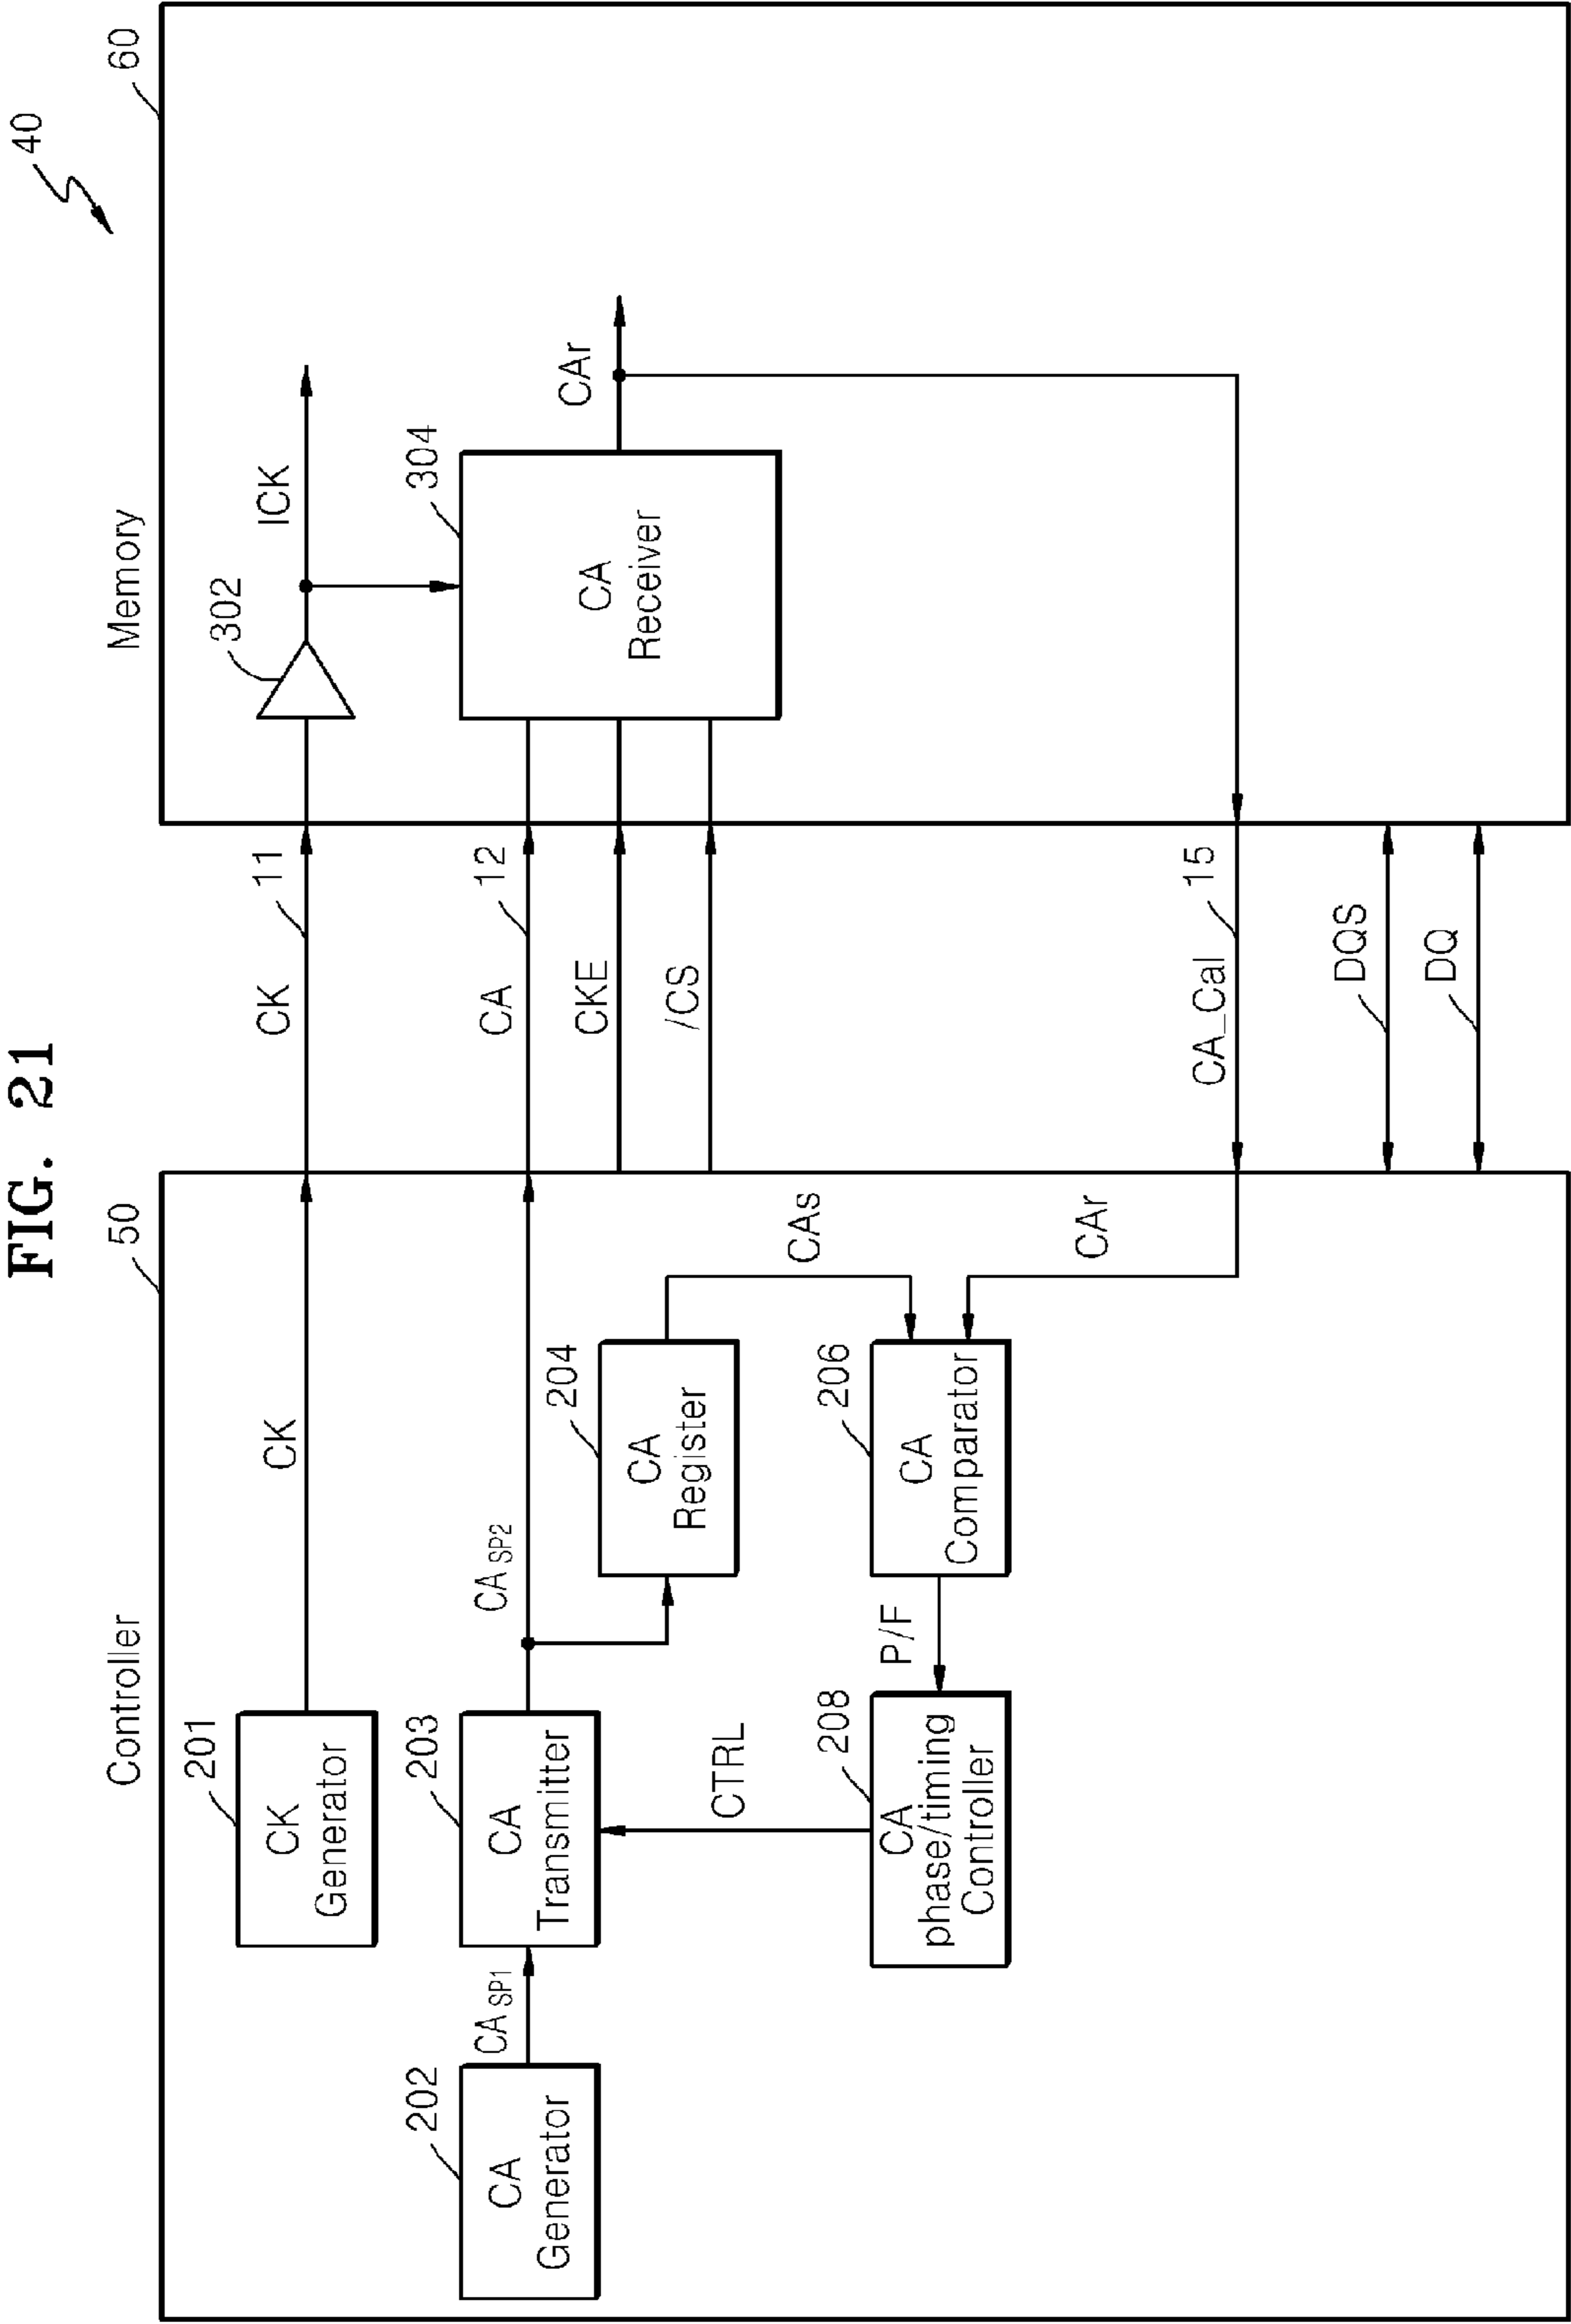 FIG. 21
40
Controller
50
Memory
60
201
CK
Generator
CK
CK
11
302
ICK
202
CA
Generator
CA SP1
203
CA
Transmitter
CA SP2
CA
12
CKE
/CS
304
CA
Receiver
CAr
204
CA
Register
CAs
CTRL
208
CA
phase/timing
Controller
P/F
206
CA
Comparator
CAr
CA_Cal
15
DQS
DQ